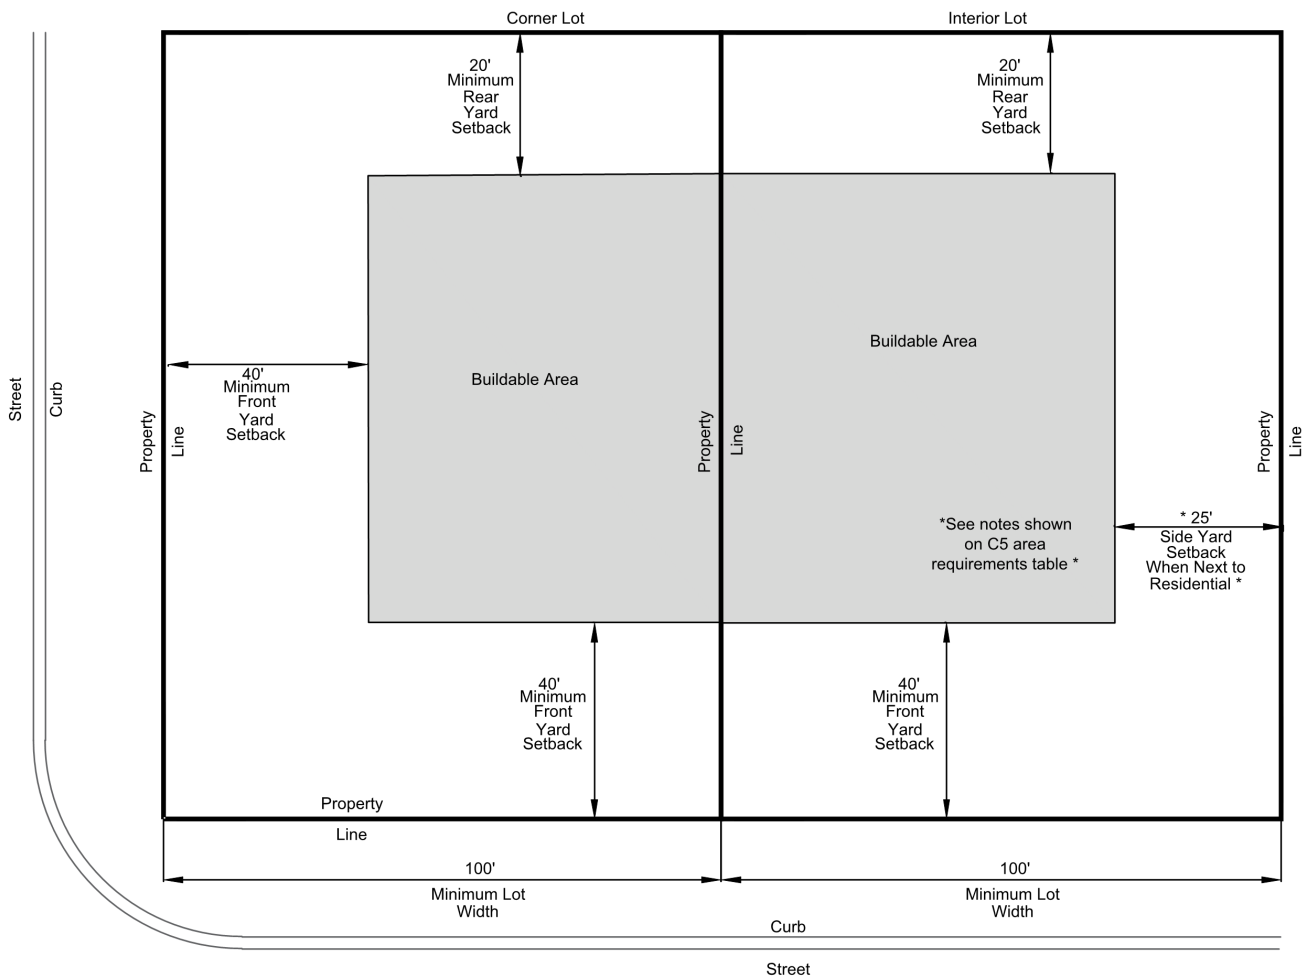 Corner Lot
Interior Lot
20'
Minimum
Rear
Yard
Setback
20'
Minimum
Rear
Yard
Setback
Buildable Area
Buildable Area
40'
Minimum
Front
Yard
Setback
Street
Curb
Property
Line
Property
Line
Property
Line
*See notes shown
on C5 area
requirements table *
* 25'
Side Yard
Setback
When Next to
Residential *
40'
Minimum
Front
Yard
Setback
40'
Minimum
Front
Yard
Setback
Property
Line
100'
Minimum Lot
Width
100'
Minimum Lot
Width
Curb
Street